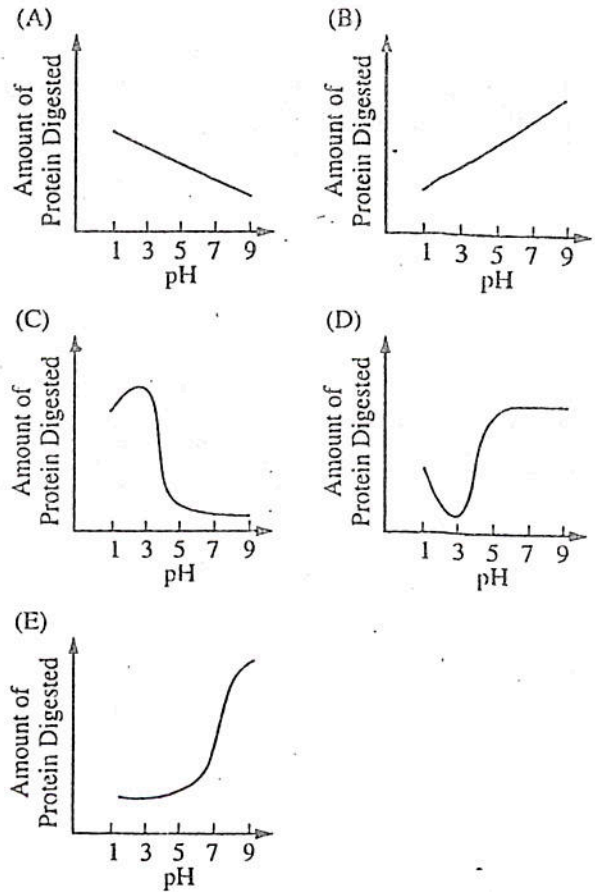 (A)
Amount of
Protein Digested
1 3 5 7 9
pH
(B)
Amount of
Protein Digested
1 3 5 7 9
pH
(C)
Amount of
Protein Digested
1 3 5 7 9
pH
(D)
Amount of
Protein Digested
1 3 5 7 9
pH
(E)
Amount of
Protein Digested
1 3 5 7 9
pH